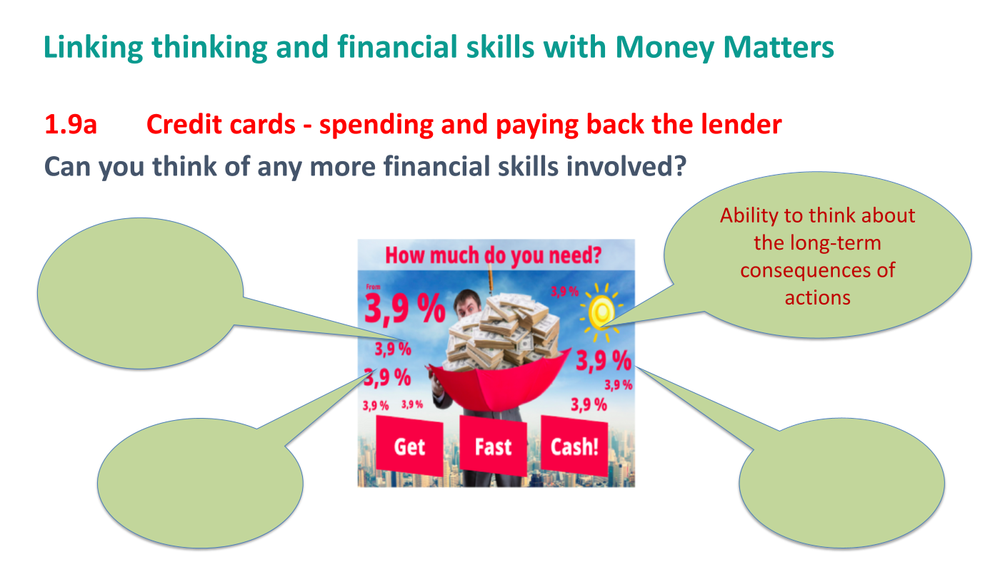 Linking thinking and financial skills with Money Matters
1.9a Credit cards - spending and paying back the lender
Can you think of any more financial skills involved?
Ability to think about
the long-term
consequences of
actions
How much do you need?
From
3,9 %
3,9 %
3,9 %
3,9 %
3,9 %
3,9 %
3,9 %
3,9 %
3,9 %
3,9 %
Get Fast Cash!